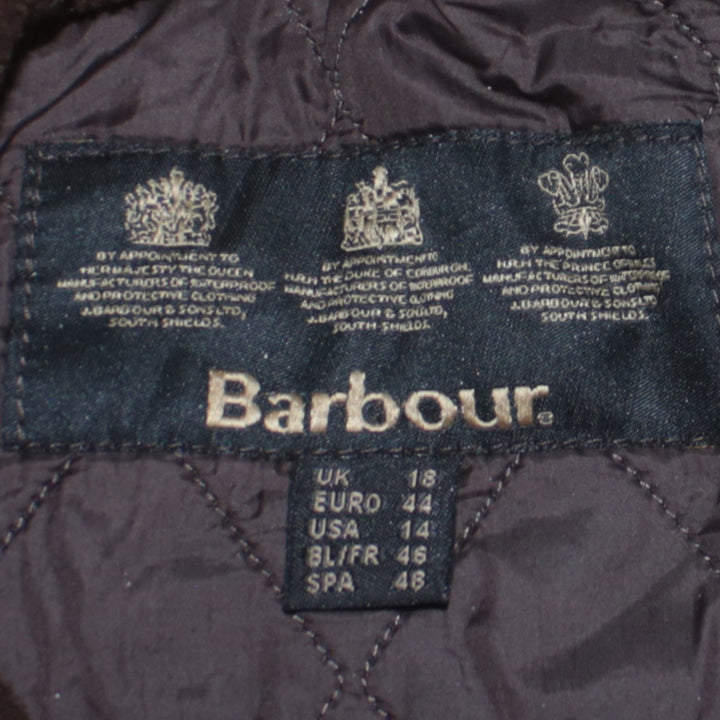 BY APPOINTMENT TO
HER MAJESTY THE QUEEN
MANUFACTURERS OF WATERPROOF
AND PROTECTIVE CLOTHING
J. BARBOUR & SONS LTD,
SOUTH SHIELDS.
BY APPOINTMENT TO
H.R.H. THE DUKE OF EDINBURGH.
MANUFACTURERS OF WATERPROOF
AND PROTECTIVE CLOTHING
J. BARBOUR & SONS LTD,
SOUTH SHIELDS.
BY APPOINTMENT TO
H.R.H. THE PRINCE OF WALES
MANUFACTURERS OF WATERPROOF
AND PROTECTIVE CLOTHING
J. BARBOUR & SONS LTD,
SOUTH SHIELDS.
Barbour
UK 18
EURO 44
USA 14
BL/FR 46
SPA 48